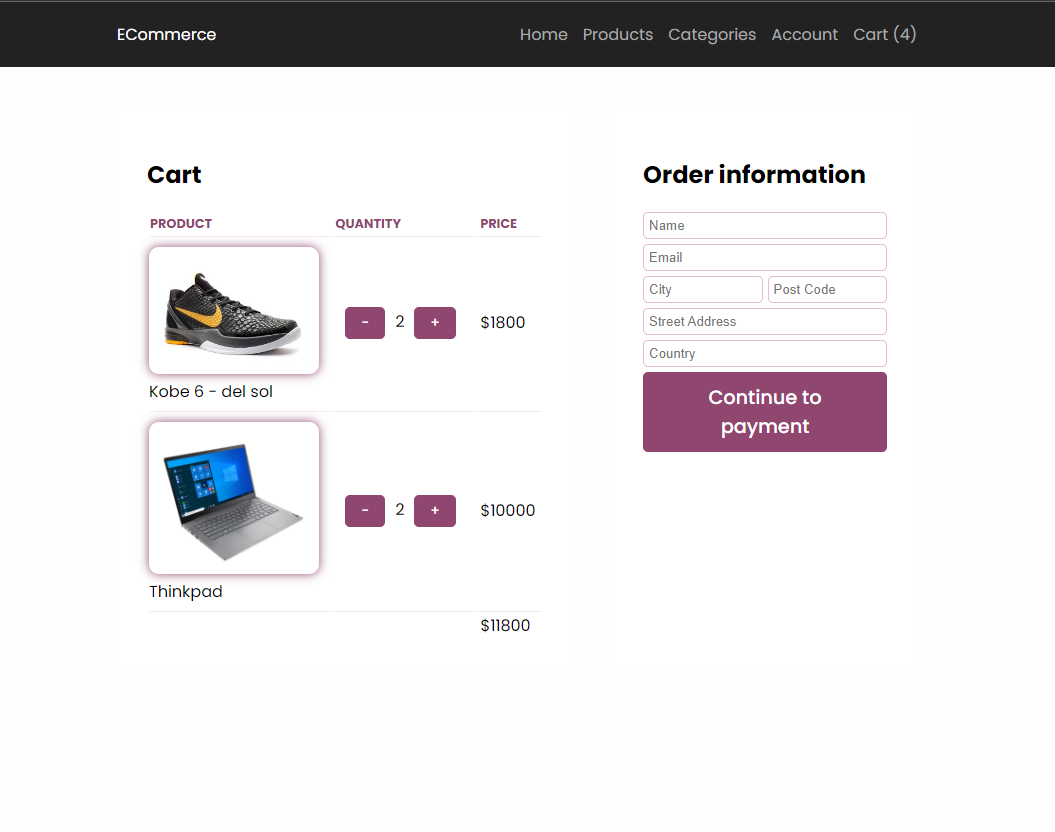 ECommerce Home Products Categories Account Cart (4)
Cart
PRODUCT QUANTITY PRICE
- 2 + $1800
Kobe 6 - del sol
- 2 + $10000
Thinkpad
$11800
Order information
Name
Email
City Post Code
Street Address
Country
Continue to
payment